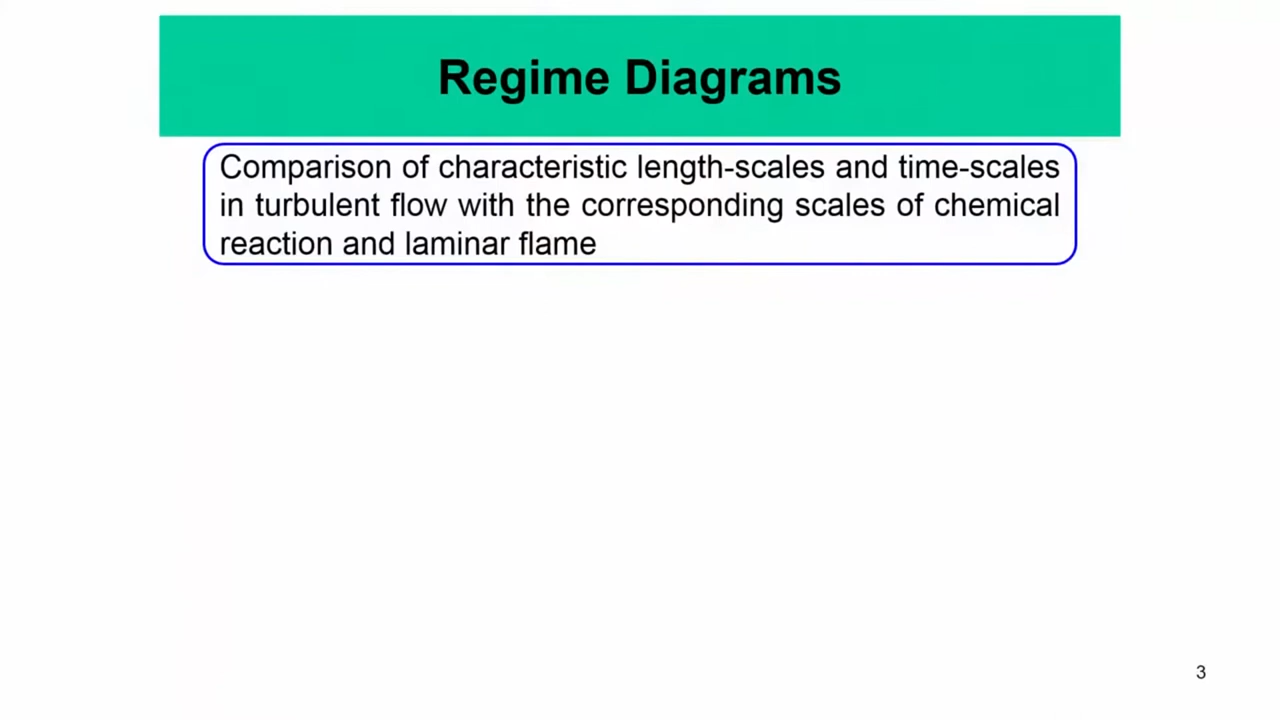 Regime Diagrams
Comparison of characteristic length-scales and time-scales
in turbulent flow with the corresponding scales of chemical
reaction and laminar flame
3